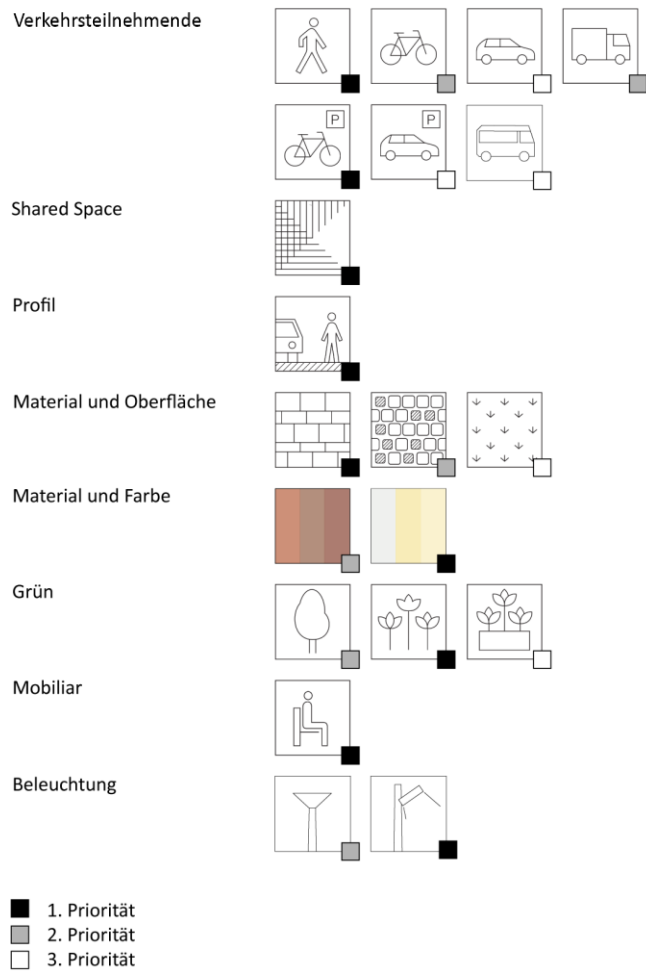 Verkehrsteilnehmende
P
P
Shared Space
Profil
Material und Oberfläche
Material und Farbe
Grün
Mobiliar
Beleuchtung
1. Priorität
2. Priorität
3. Priorität